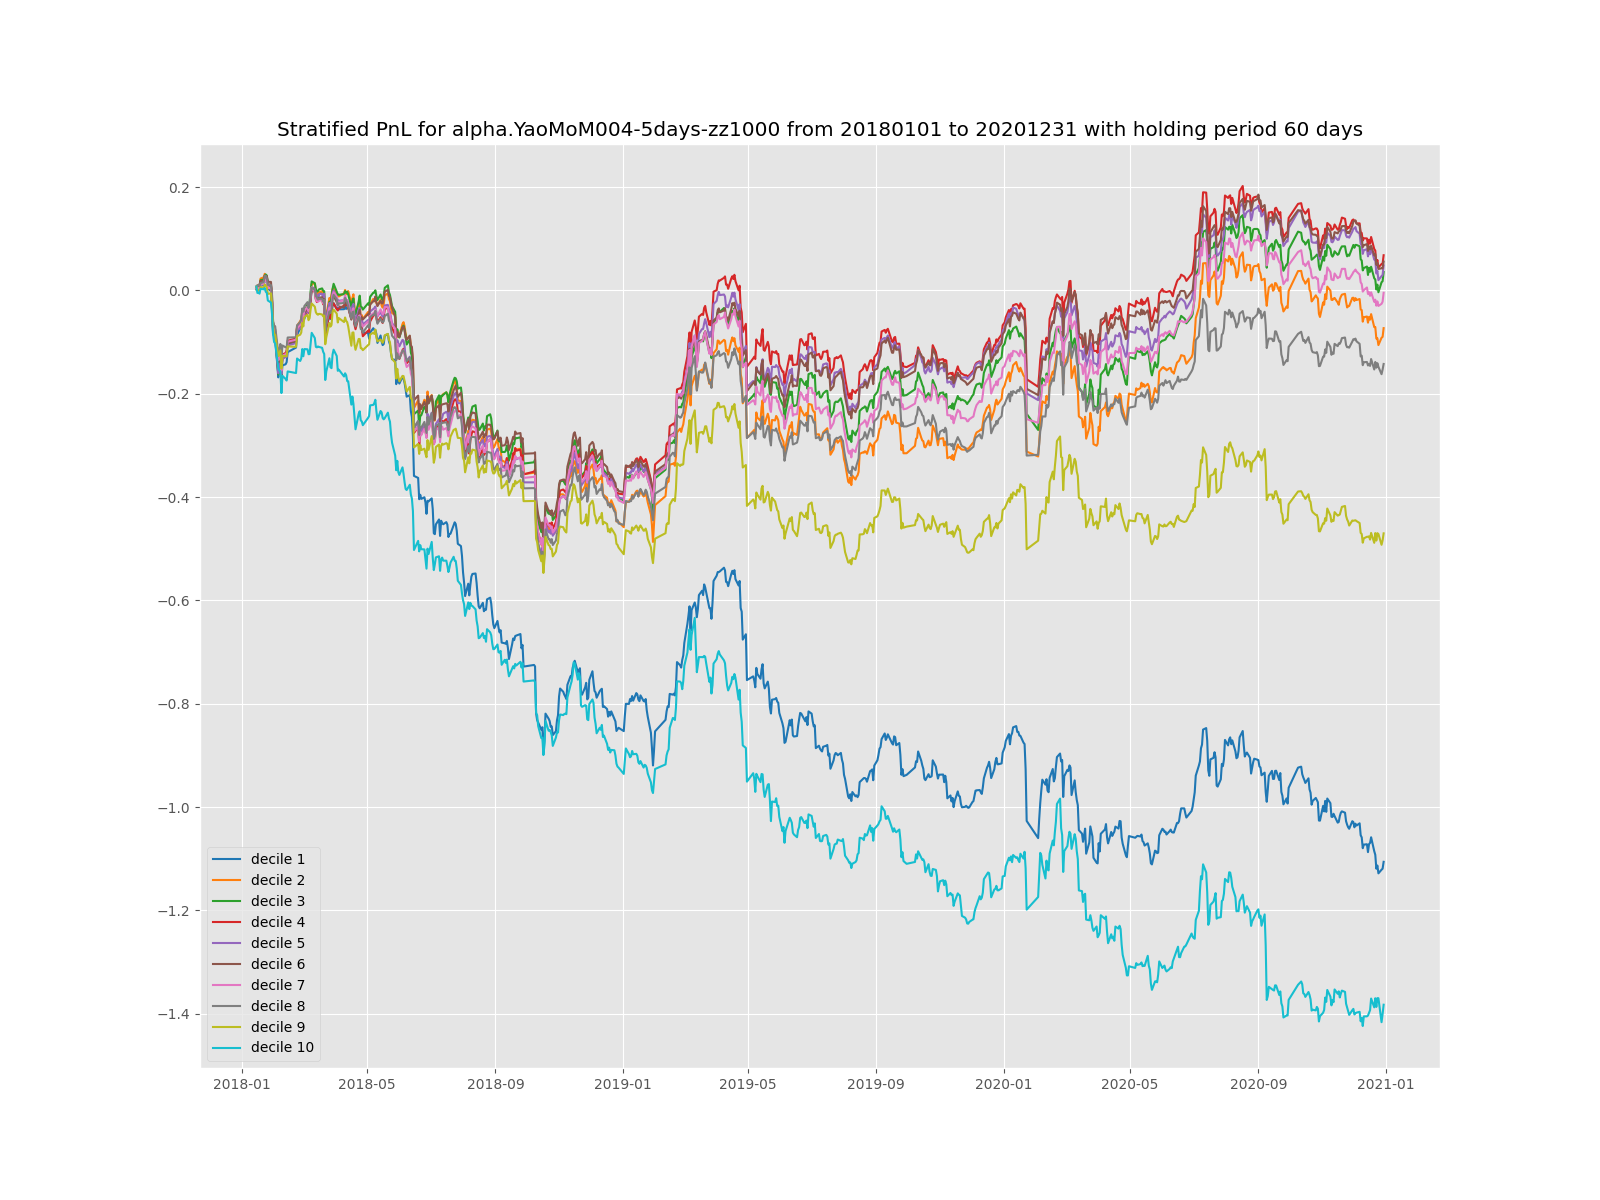 Stratified PnL for alpha.YaoMoM004-5days-zz1000 from 20180101 to 20201231 with holding period 60 days
0.2
0.0
−0.2
−0.4
−0.6
−0.8
−1.0
−1.2
−1.4
decile 1
decile 2
decile 3
decile 4
decile 5
decile 6
decile 7
decile 8
decile 9
decile 10
2018-01 2018-05 2018-09 2019-01 2019-05 2019-09 2020-01 2020-05 2020-09 2021-01